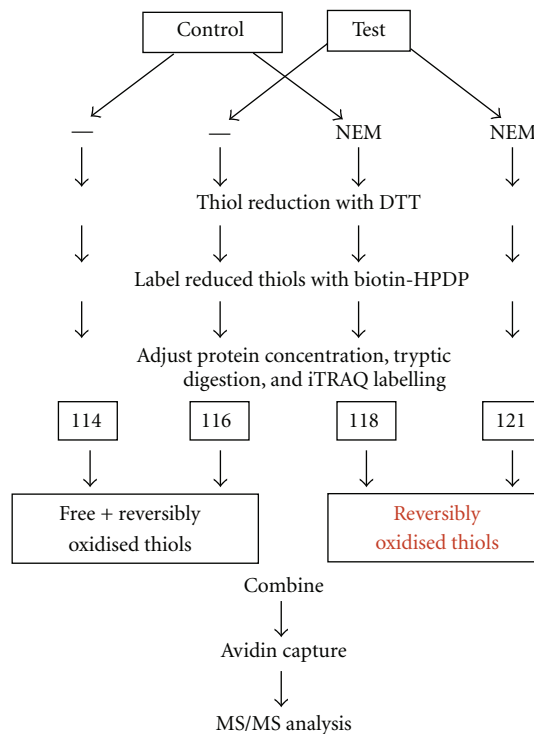 Control Test
— — NEM NEM
Thiol reduction with DTT
Label reduced thiols with biotin-HPDP
Adjust protein concentration, tryptic
digestion, and iTRAQ labelling
114 116 118 121
Free + reversibly
oxidised thiols
Reversibly
oxidised thiols
Combine
Avidin capture
MS/MS analysis